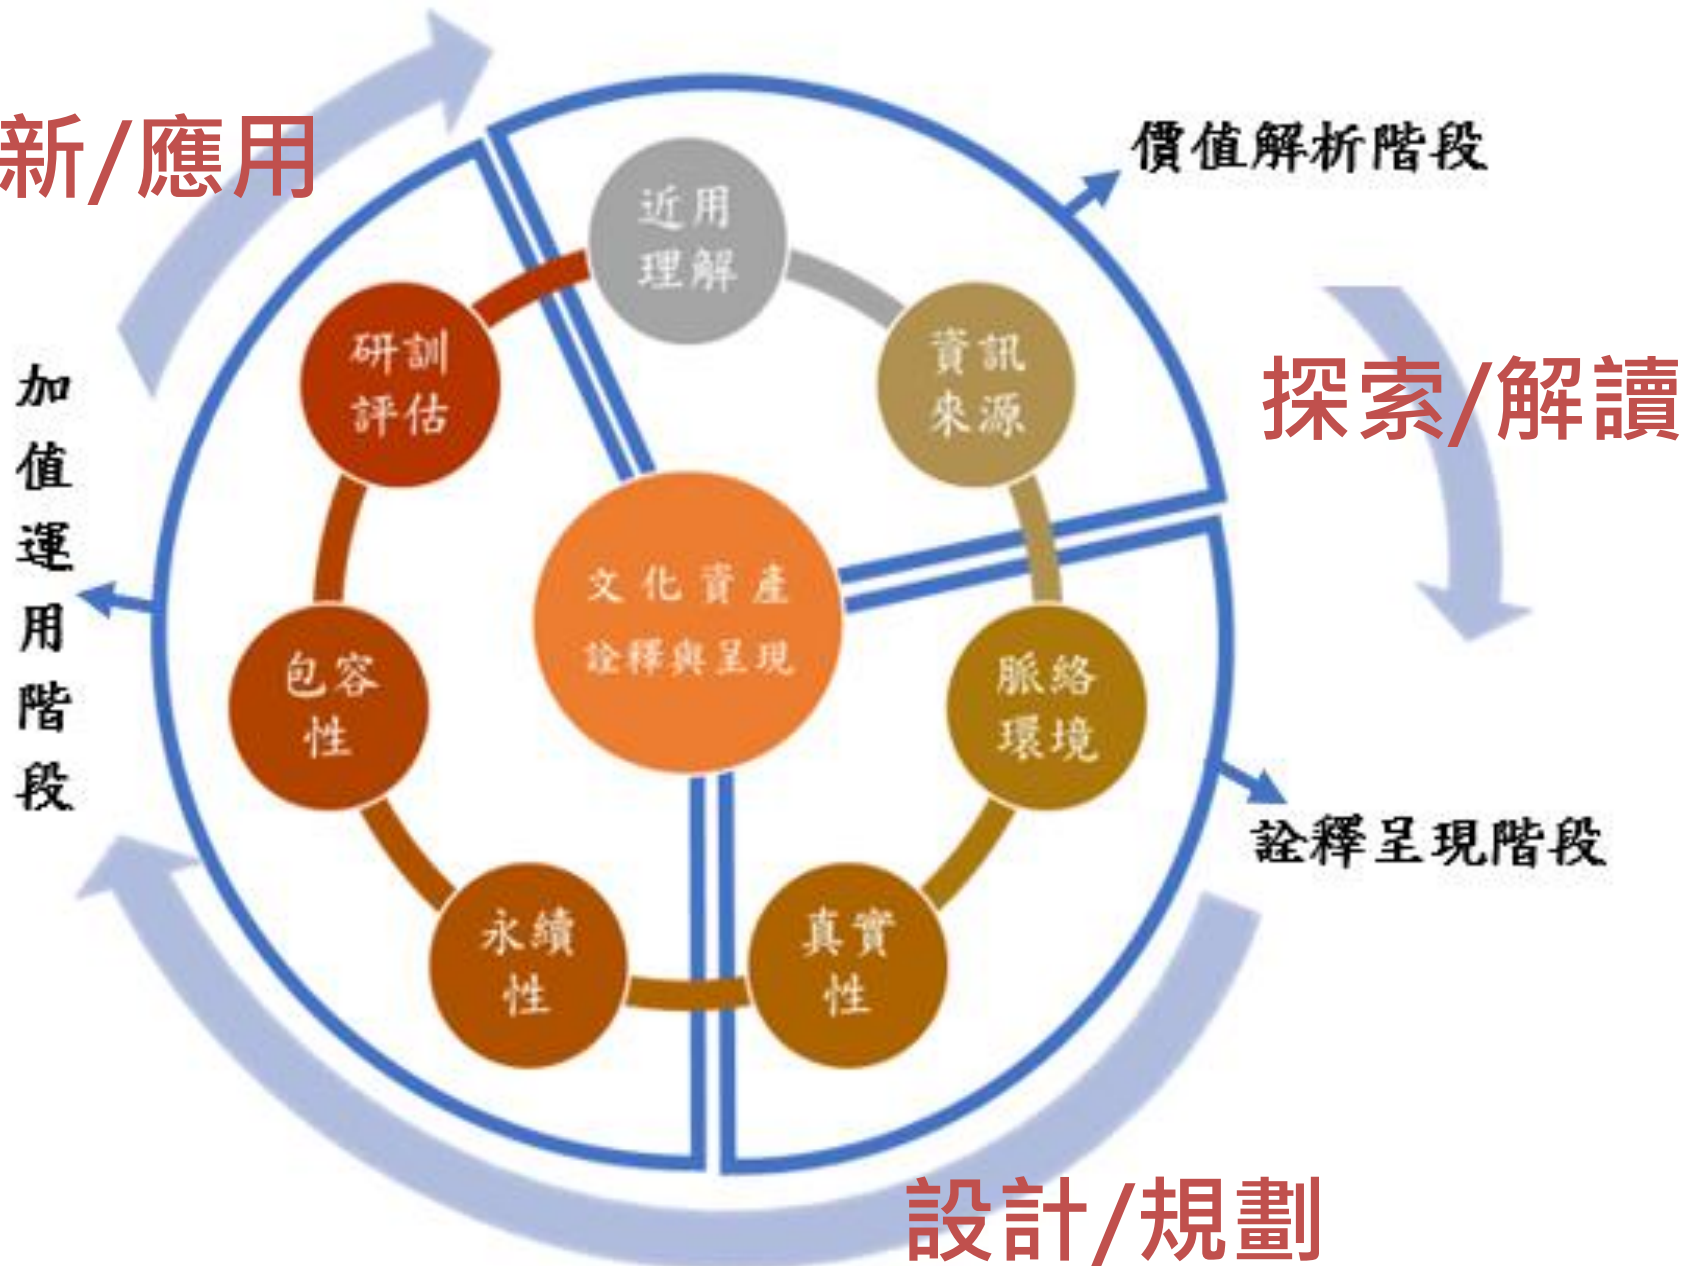 新/應用
價值解析階段
近用
理解
資訊
來源
探索/解讀
研訓
評估
加值運用階段
文化資產
詮釋與呈現
包容
性
脈絡
環境
詮釋呈現階段
永續
性
真實
性
設計/規劃